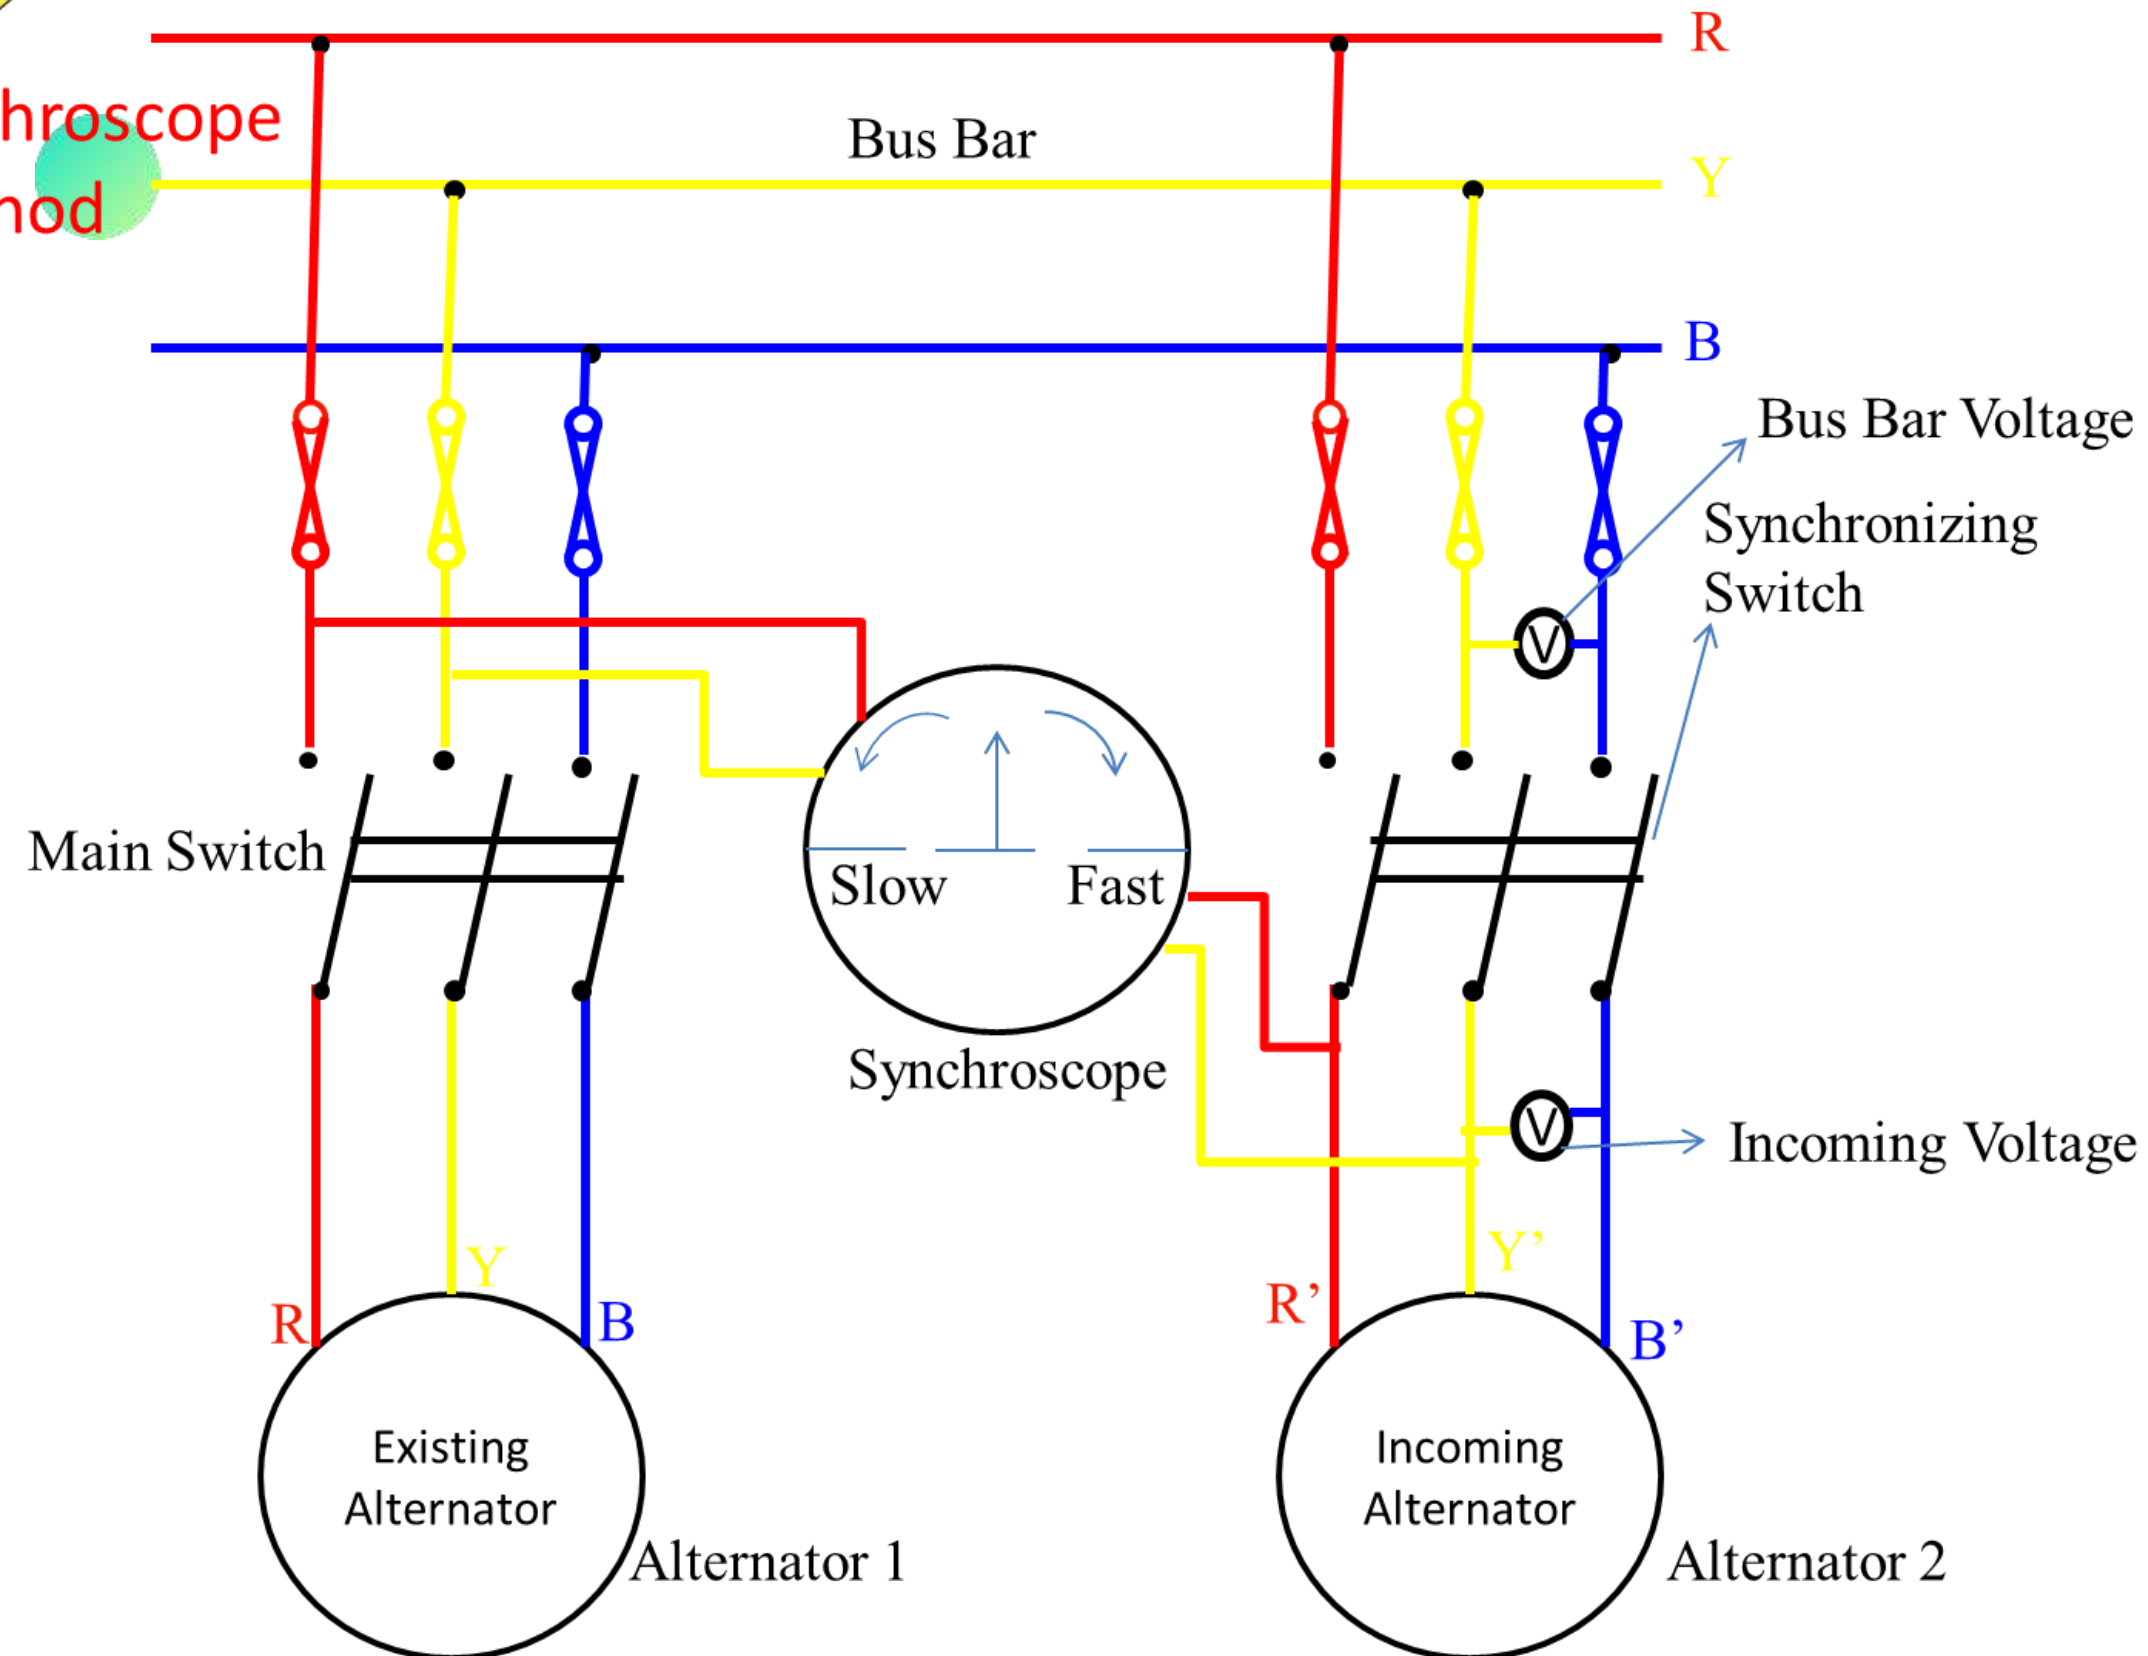 R
hroscope
Bus Bar
Y
nod
B
Bus Bar Voltage
Synchronizing
Switch
V
Main Switch
Slow
Fast
Synchroscope
V
Incoming Voltage
Y
Y’
R
B
R’
B’
Existing
Alternator
Incoming
Alternator
Alternator 1
Alternator 2